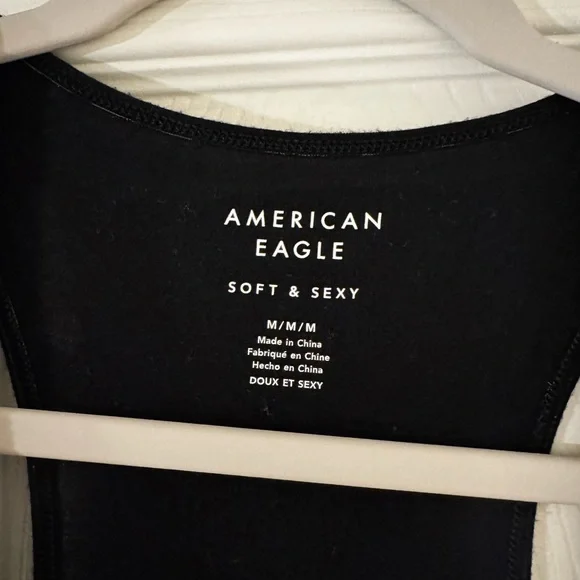 AMERICAN
EAGLE
SOFT & SEXY
M/M/M
Made in China
Fabriqué en Chine
Hecho en China
DOUX ET SEXY